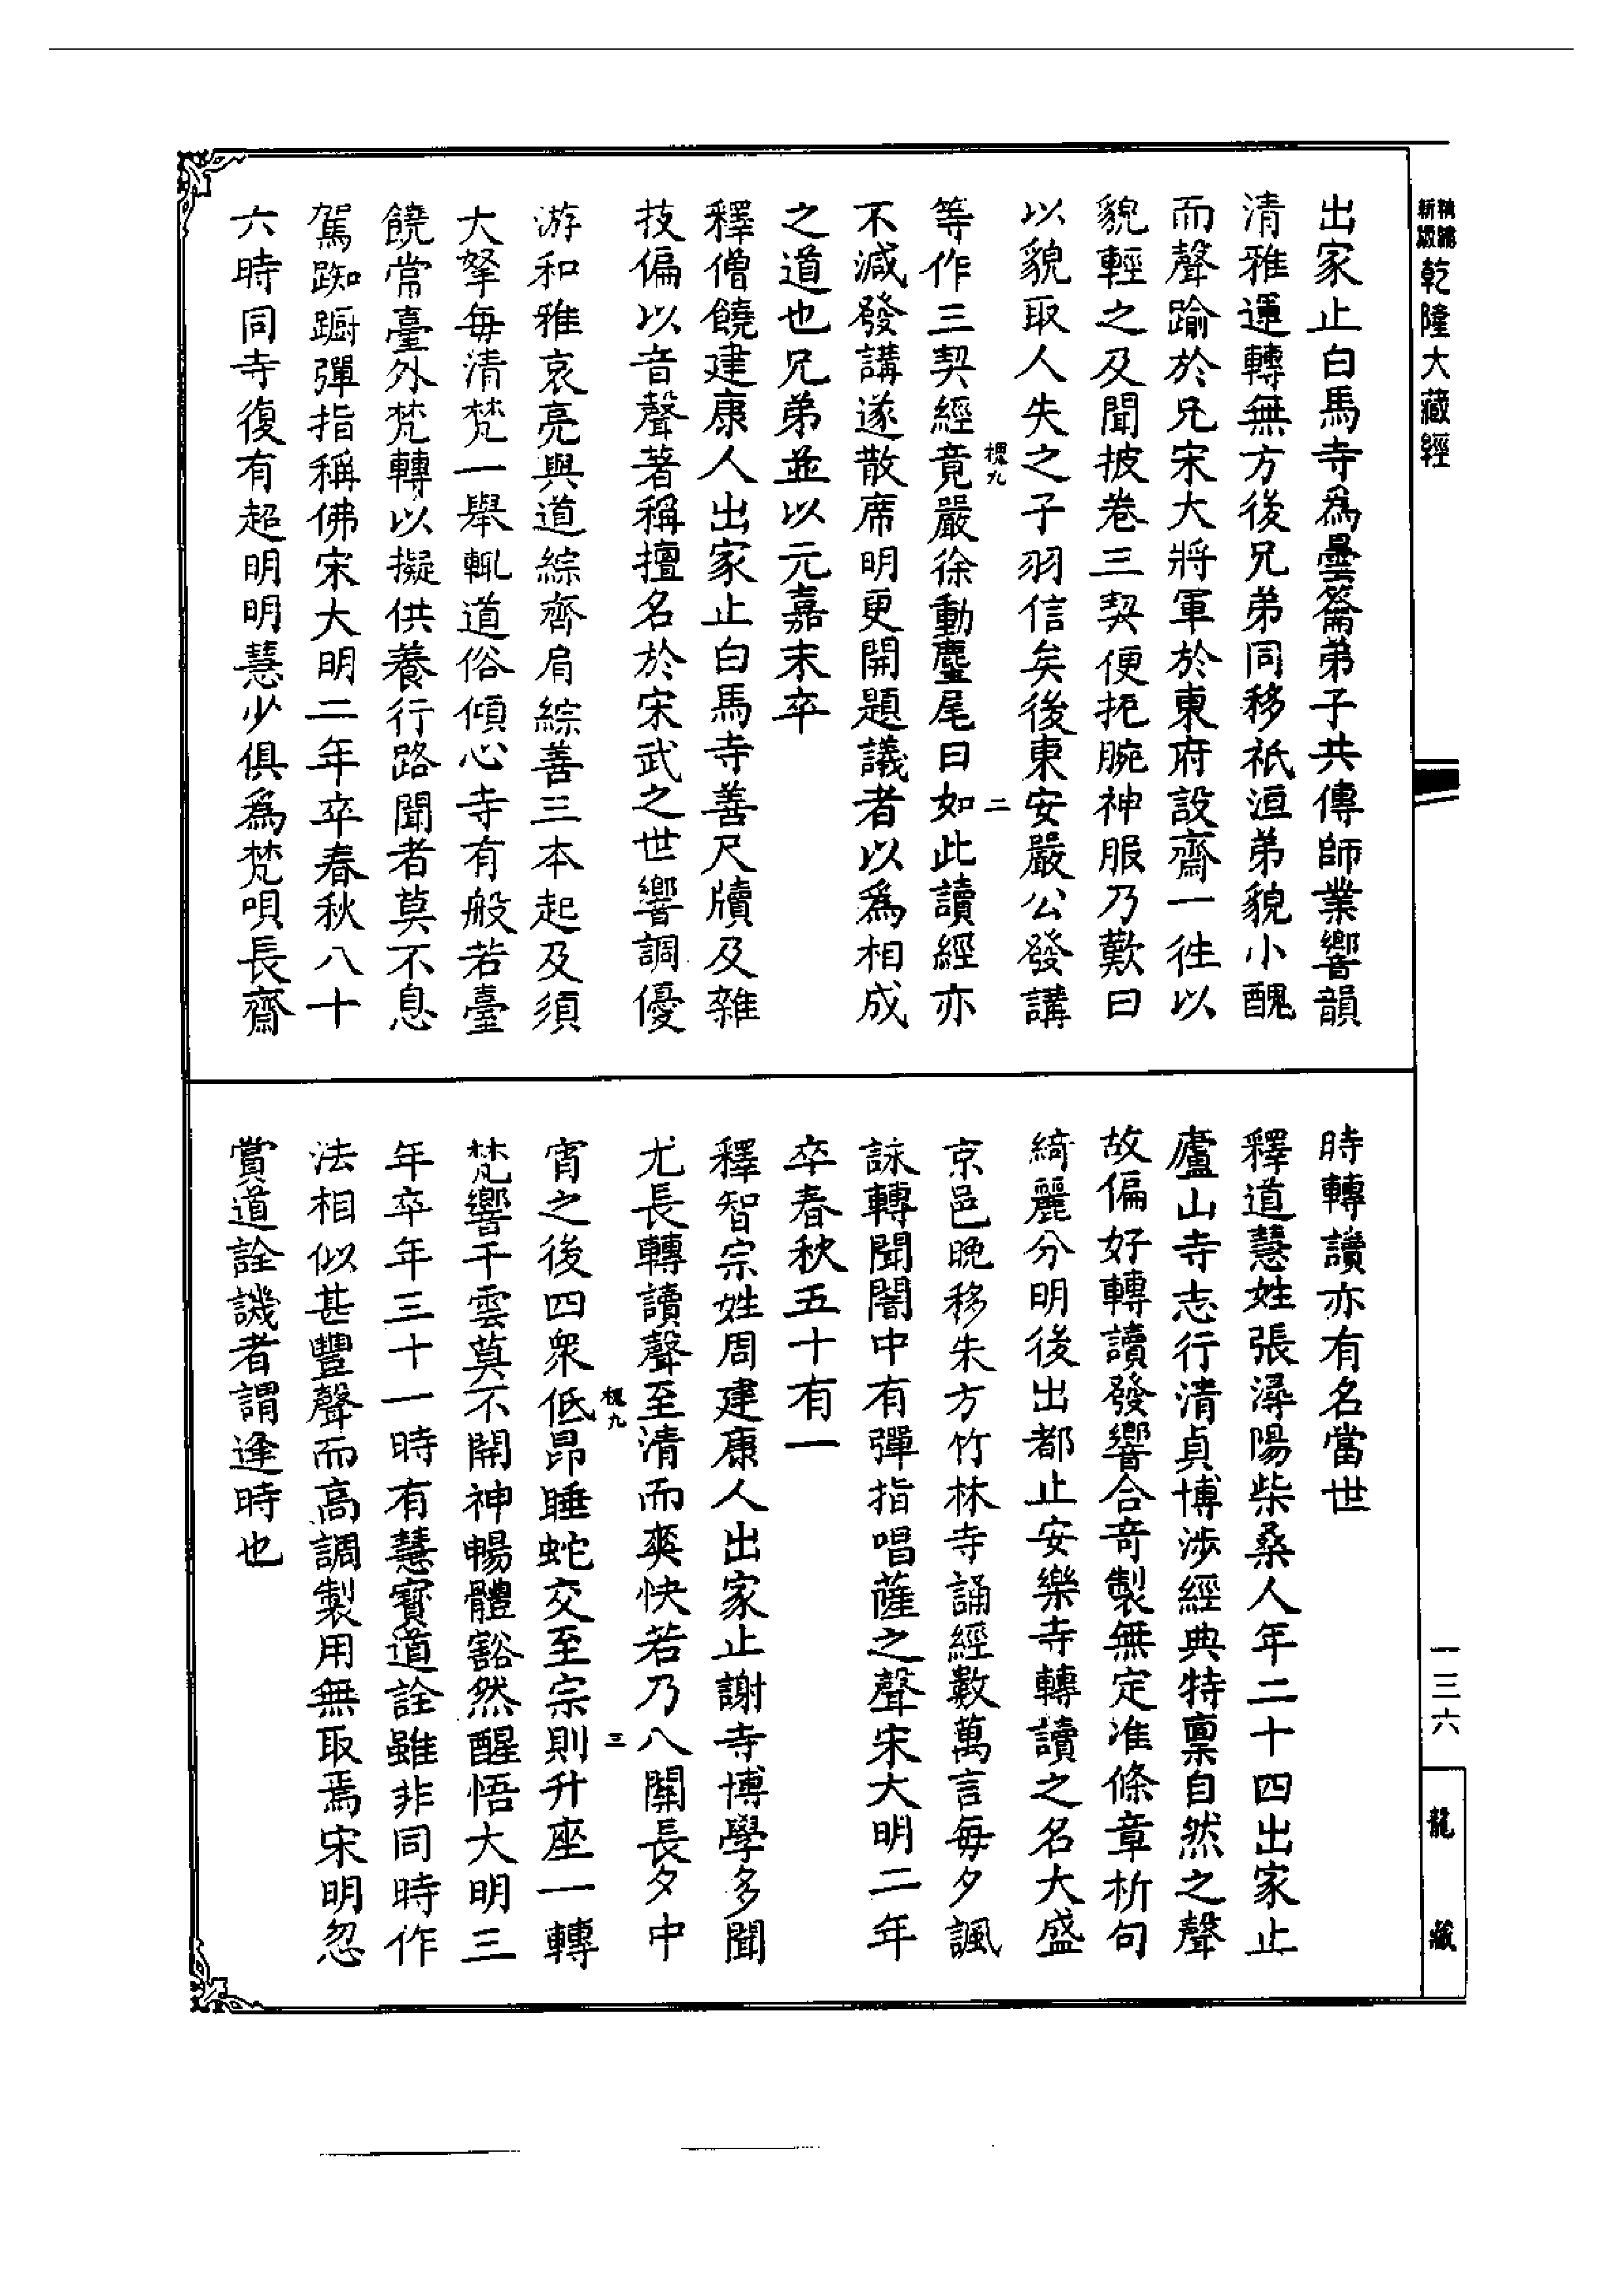 新編縮版 乾隆大藏經
出家止白馬寺爲曇籥弟子共傳師業響韻
清雅運轉無方後兄弟同移祇洹弟貌小醜
而聲踰於兄宋大將軍於東府設齋一徃以
貌輕之及聞披卷三契便扼腕神服乃歎曰
以貌取人失之子羽信矣後東安嚴公發講
槐九 二
等作三契經竟嚴徐動麈尾曰如此讀經亦
不減發講遂散席明更開題議者以爲相成
之道也兄弟並以元嘉末卒
釋僧饒建康人出家止白馬寺善尺牘及雜
技偏以音聲著稱擅名於宋武之世響調優
游和雅哀亮與道綜齊肩綜善三本起及須
大拏每清梵一舉輒道俗傾心寺有般若臺
饒常臺外梵轉以擬供養行路聞者莫不息
駕踟躕彈指稱佛宋大明二年卒春秋八十
六時同寺復有超明明慧少俱爲梵唄長齋
時轉讀亦有名當世
釋道慧姓張潯陽柴桑人年二十四出家止
廬山寺志行清貞博涉經典特禀自然之聲
故偏好轉讀發響合奇製無定准條章析句
綺麗分明後出都止安樂寺轉讀之名大盛
京邑晚移朱方竹林寺誦經數萬言每夕諷
詠轉聞闇中有彈指唱薩之聲宋大明二年
卒春秋五十有一
釋智宗姓周建康人出家止謝寺博學多聞
尤長轉讀聲至清而爽快若乃八關長夕中
槐九 三
宵之後四衆低昂睡蛇交至宗則升座一轉
梵響干雲莫不開神暢體豁然醒悟大明三
年卒年三十一時有慧寶道詮雖非同時作
法相似甚豐聲而高調製用無取焉宋明忽
賞道詮譏者謂逢時也
一三六
龍藏